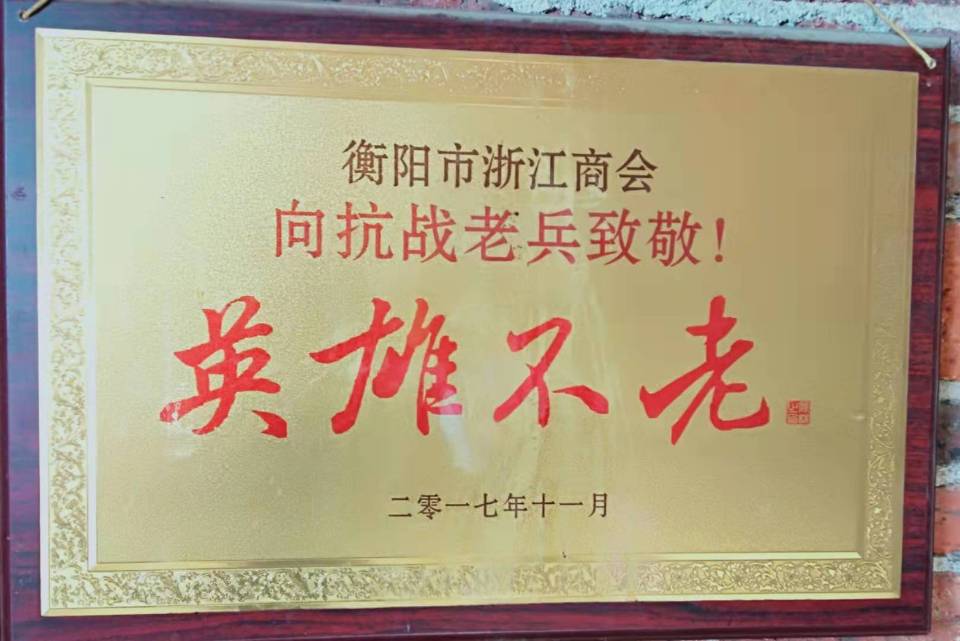 衡阳市浙江商会
向抗战老兵致敬!
英雄不老
二零一七年十一月